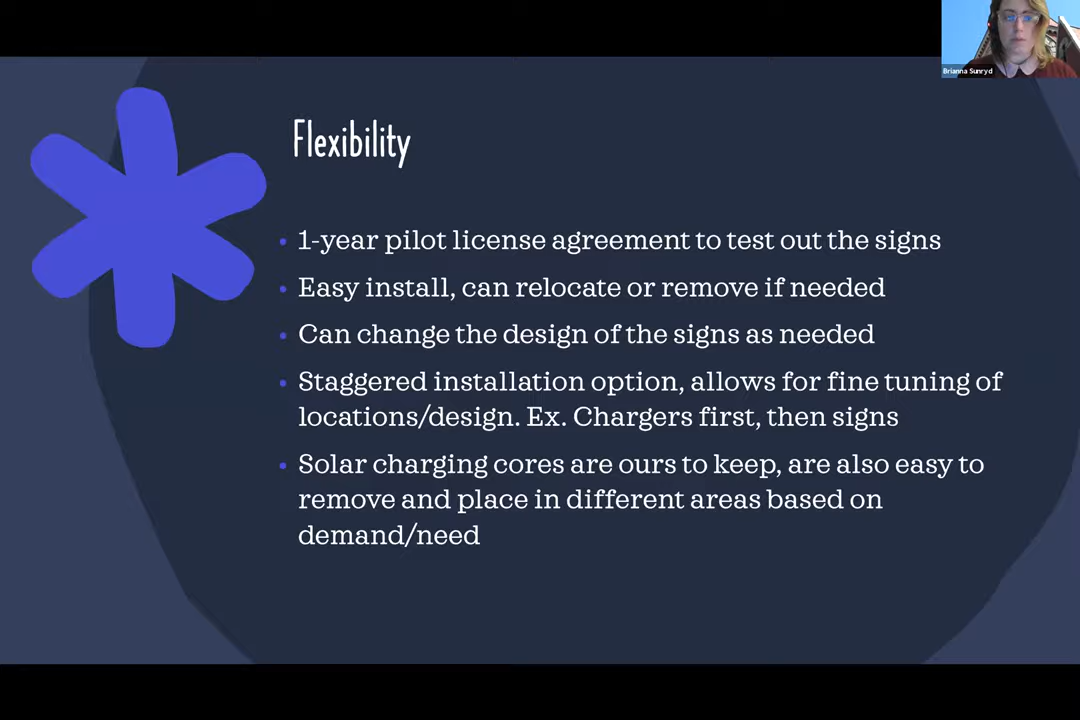 Brianna Sunryd
Flexibility
1-year pilot license agreement to test out the signs
Easy install, can relocate or remove if needed
Can change the design of the signs as needed
Staggered installation option, allows for fine tuning of
locations/design. Ex. Chargers first, then signs
Solar charging cores are ours to keep, are also easy to
remove and place in different areas based on
demand/need